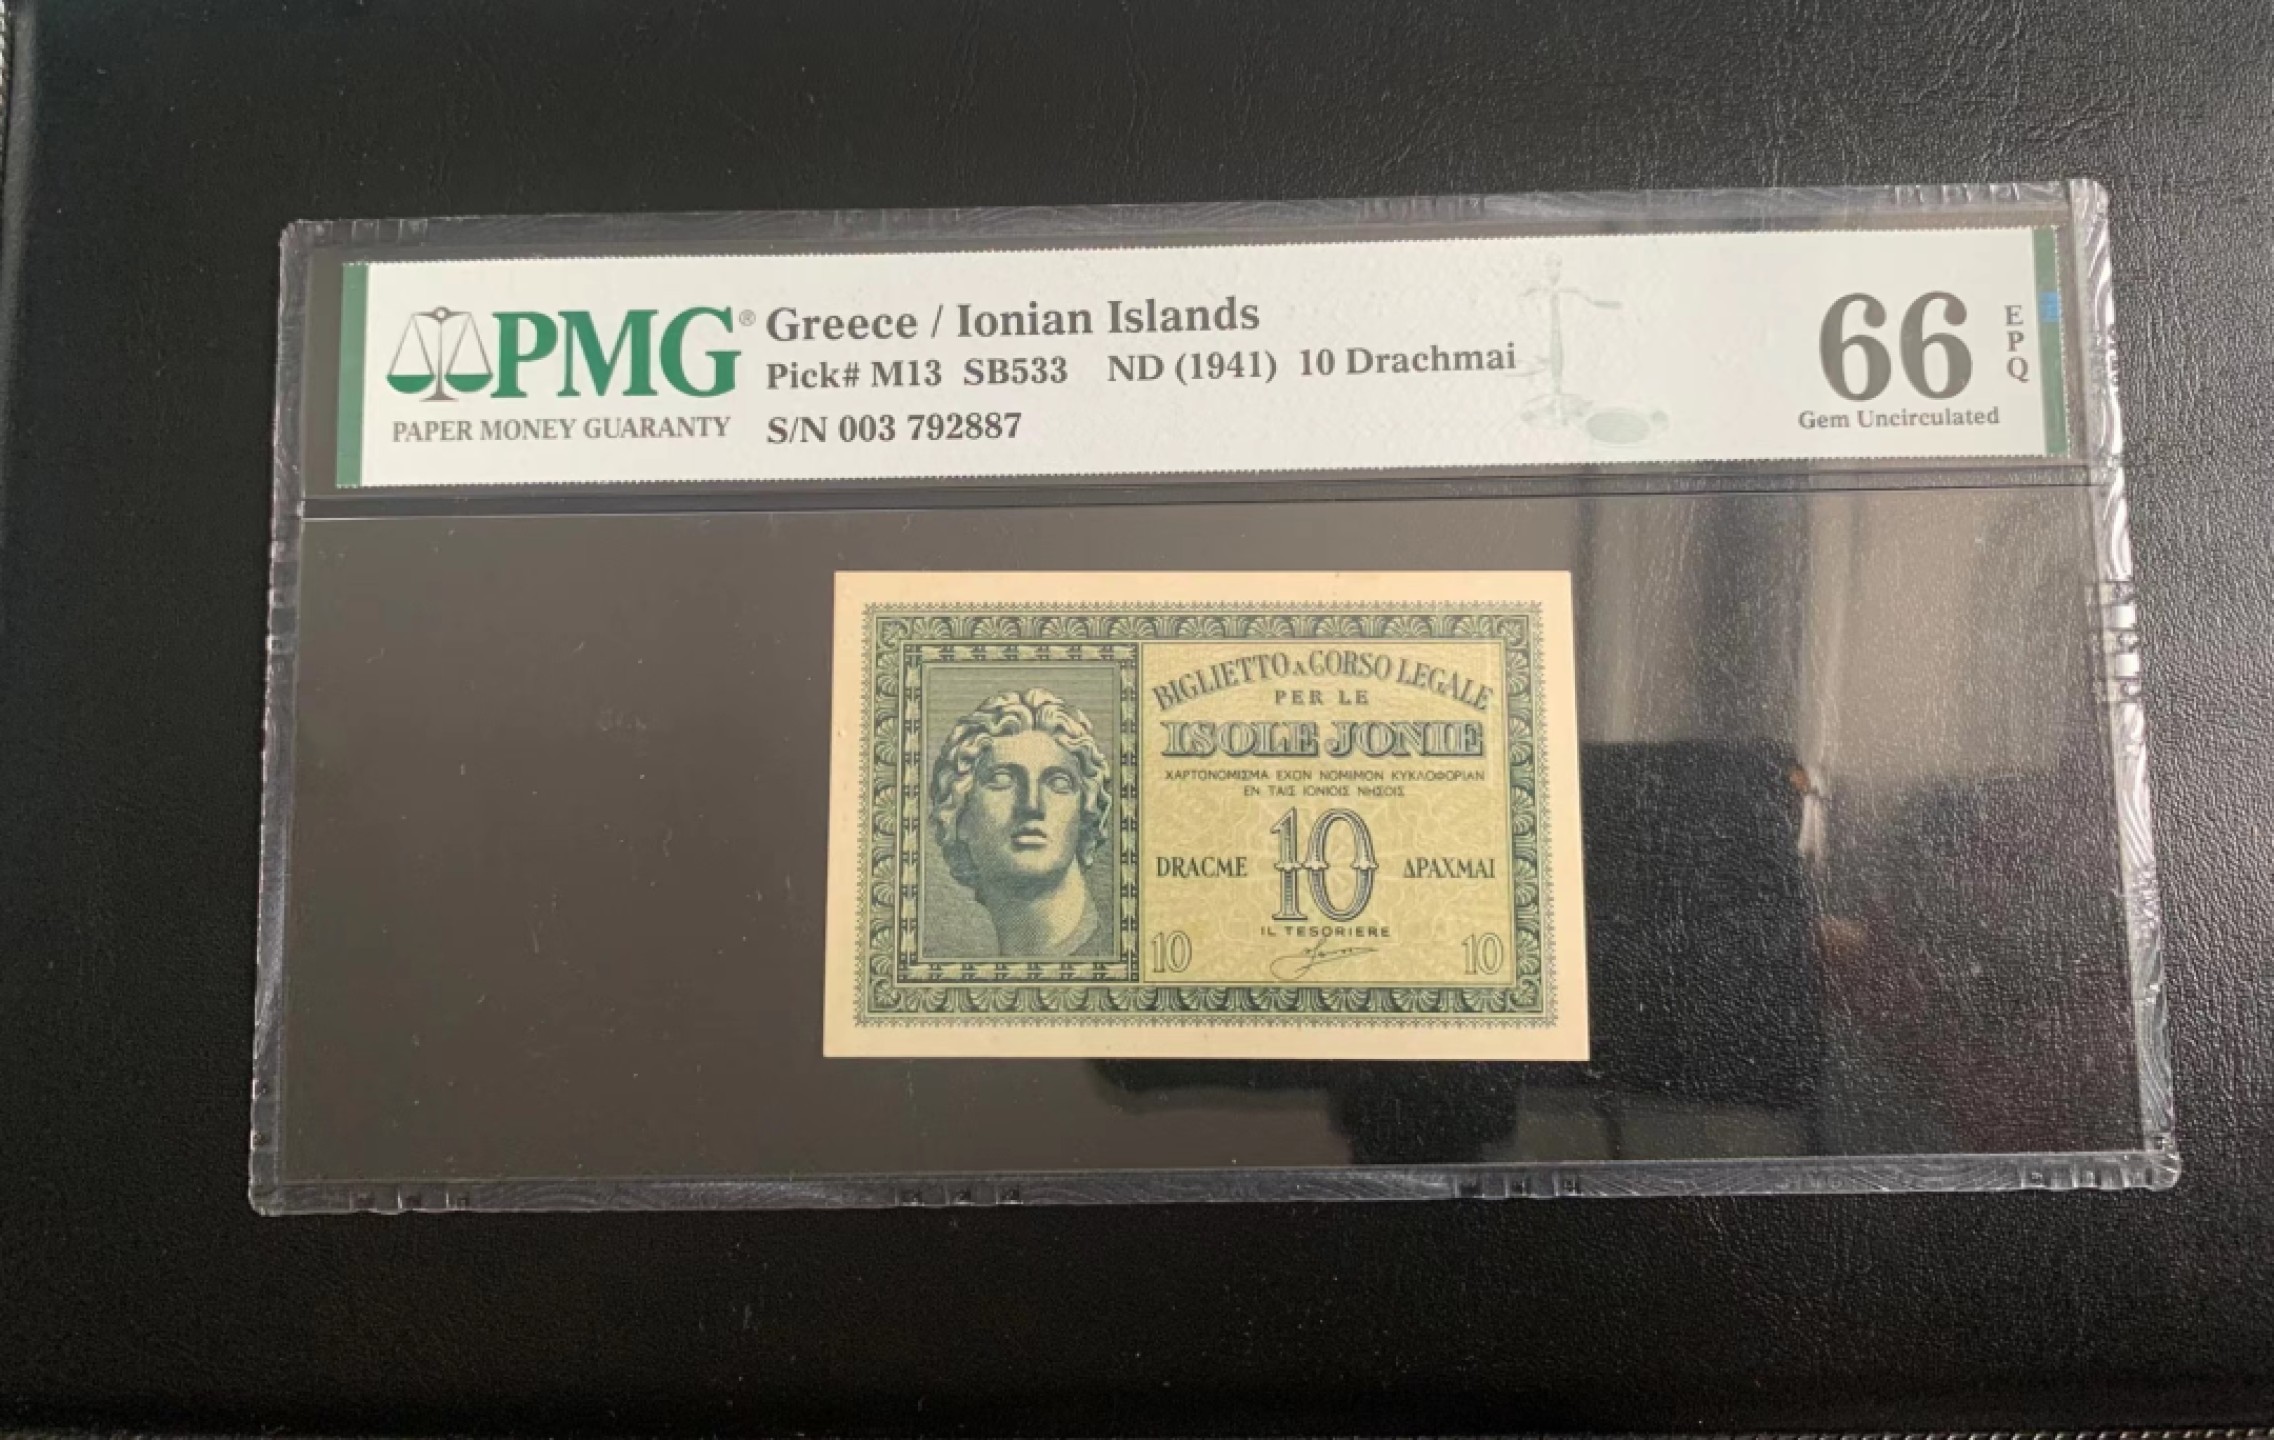 PMG®
PAPER MONEY GUARANTY
Greece / Ionian Islands
Pick# M13 SB533 ND (1941) 10 Drachmai
S/N 003 792887
66
EPQ
Gem Uncirculated
BIGLIETTO A CORSO LEGALE
PER LE
ISOLE JONIE
ΧΑΡΤΟΝΟΜΙΣΜΑ ΕΧΟΝ ΝΟΜΙΜΟΝ ΚΥΚΛΟΦΟΡΙΑΝ
ΕΝ ΤΑΙΣ ΙΟΝΙΟΙΣ ΝΗΣΟΙΣ
DRACME 10 ΔΡΑΧΜΑΙ
IL TESORIERE
10 10